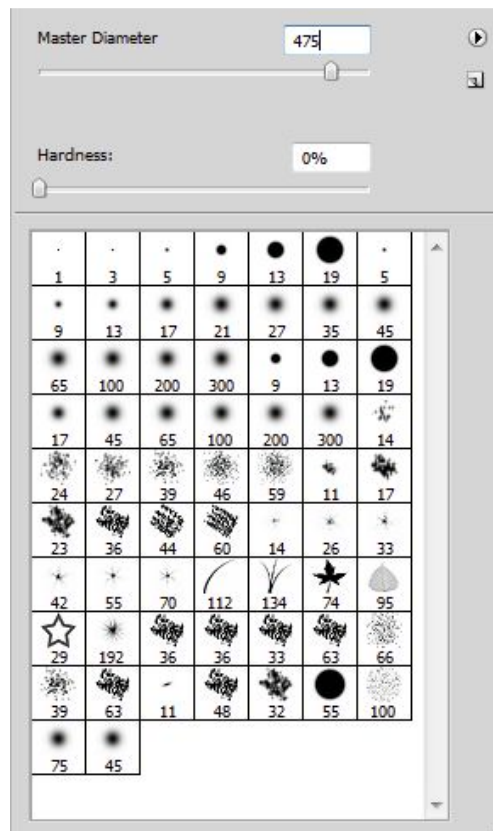 Master Diameter 475
Hardness: 0%
1 3 5 9 13 19 5
9 13 17 21 27 35 45
65 100 200 300 9 13 19
17 45 65 100 200 300 14
24 27 39 46 59 11 17
23 36 44 60 14 26 33
42 55 70 112 134 74 95
29 192 36 36 33 63 66
39 63 11 48 32 55 100
75 45